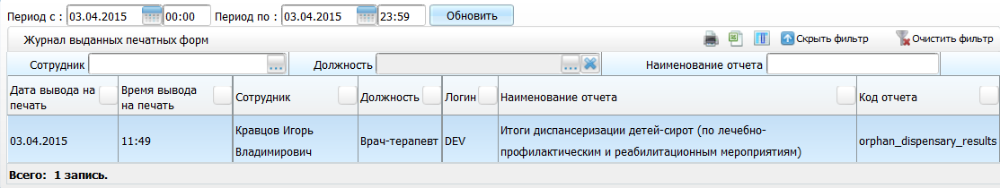 Период с : 03.04.2015 00:00 Период по : 03.04.2015 23:59 Обновить
Журнал выданных печатных форм Скрыть фильтр Очистить фильтр
Сотрудник ... Должность ... Наименование отчета
Дата вывода на печать Время вывода на печать Сотрудник Должность Логин Наименование отчета Код отчета
03.04.2015 11:49 Кравцов Игорь Владимирович Врач-терапевт DEV Итоги диспансеризации детей-сирот (по лечебно-профилактическим и реабилитационным мероприятиям) orphan_dispensary_results
Всего: 1 запись.